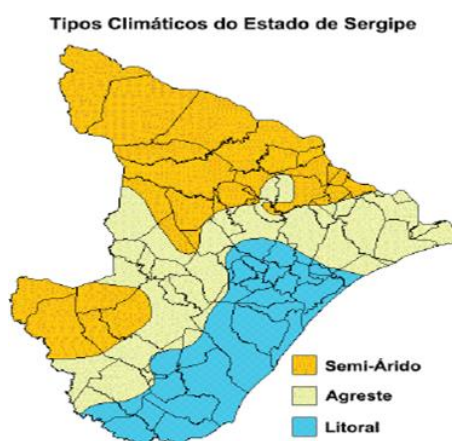 Tipos Climáticos do Estado de Sergipe
Semi-Árido
Agreste
Litoral